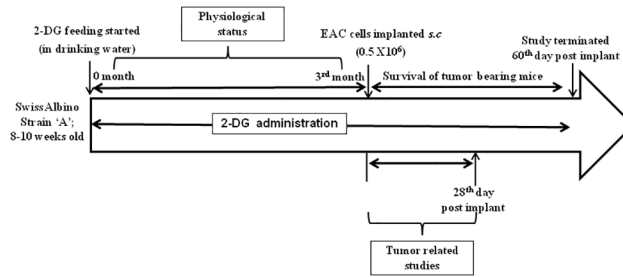 2-DG feeding started
(in drinking water)
Physiological
status
EAC cells implanted s.c
(0.5 X10⁶)
Study terminated
60th day post implant
0 month
3rd month
Survival of tumor bearing mice
SwissAlbino
Strain ‘A’;
8-10 weeks old
2-DG administration
28th day
post implant
Tumor related
studies